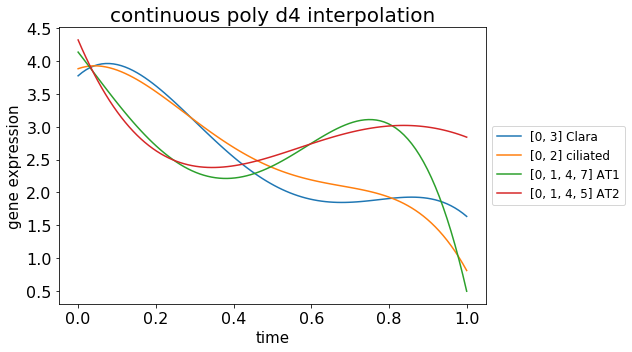 continuous poly d4 interpolation
gene expression
4.5
4.0
3.5
3.0
2.5
2.0
1.5
1.0
0.5
0.0
0.2
0.4
0.6
0.8
1.0
time
[0, 3] Clara
[0, 2] ciliated
[0, 1, 4, 7] AT1
[0, 1, 4, 5] AT2